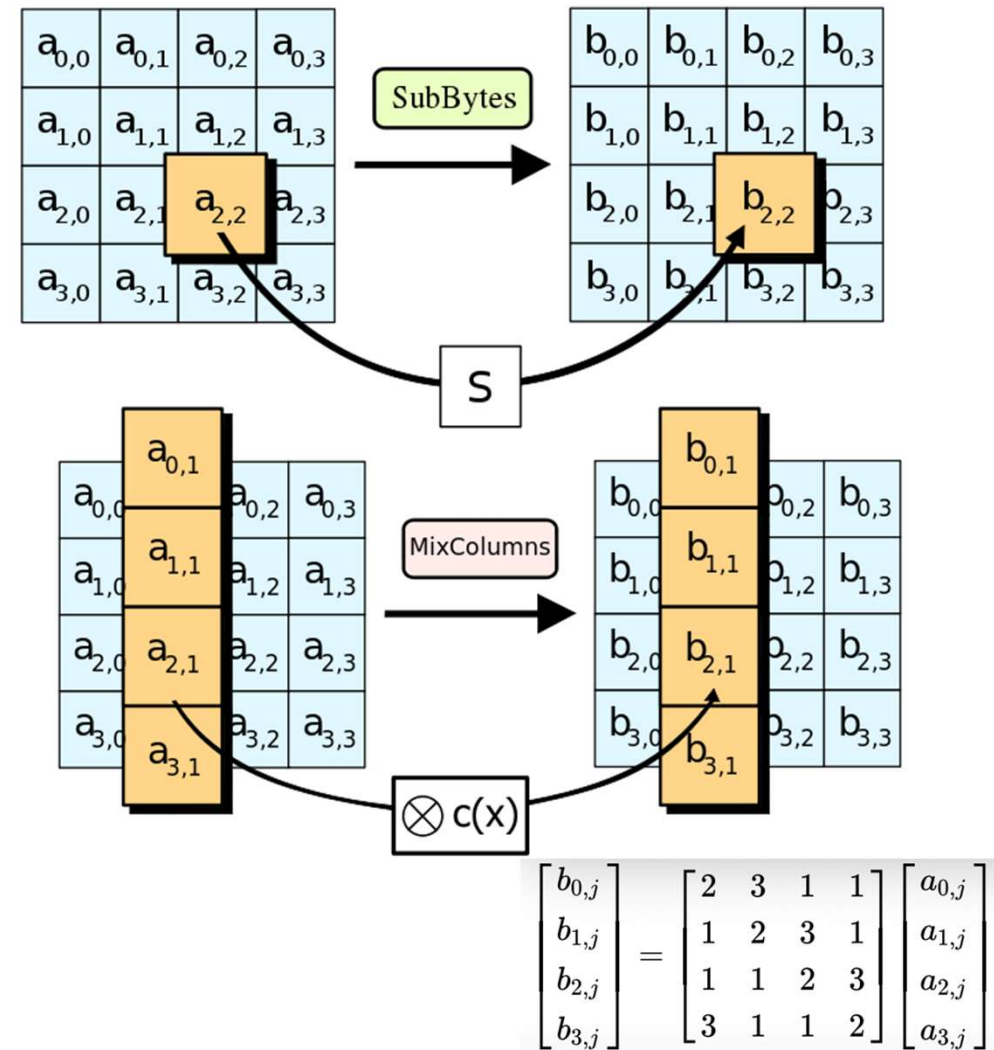 a0,0 a0,1 a0,2 a0,3 b0,0 b0,1 b0,2 b0,3
SubBytes
a1,0 a1,1 a1,2 a1,3 b1,0 b1,1 b1,2 b1,3
a2,0 a2,1 a2,2 a2,3 b2,0 b2,1 b2,2 b2,3
a3,0 a3,1 a3,2 a3,3 b3,0 b3,1 b3,2 b3,3
S
a0,1 b0,1
a0,0 a0,2 a0,3 b0,0 b0,2 b0,3
MixColumns
a1,1 b1,1
a1,0 a1,2 a1,3 b1,0 b1,2 b1,3
a2,0 a2,1 a2,2 a2,3 b2,0 b2,1 b2,2 b2,3
a3,0 a3,2 a3,3 b3,0 b3,2 b3,3
a3,1 b3,1
⊗ c(x)
b0,j 2 3 1 1 a0,j
b1,j 1 2 3 1 a1,j
=
b2,j 1 1 2 3 a2,j
b3,j 3 1 1 2 a3,j